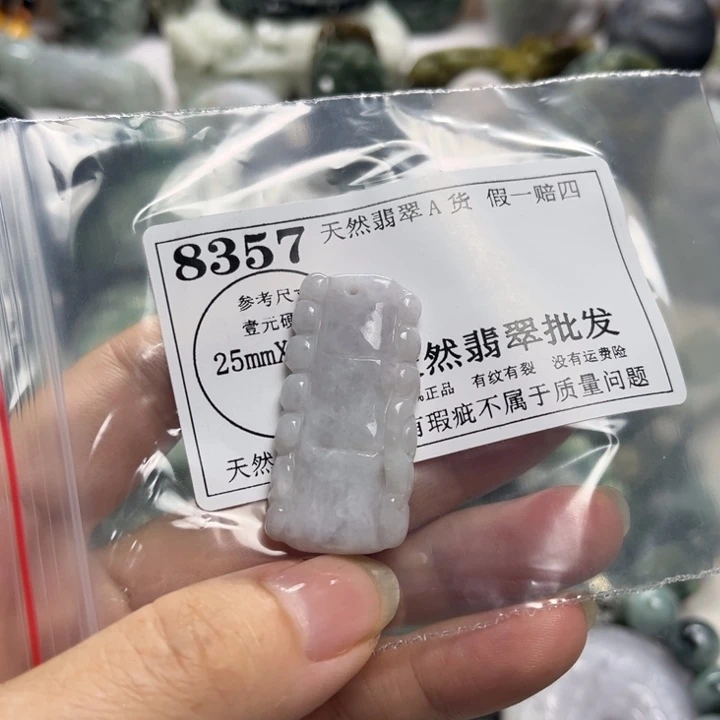 8357 天然翡翠A货 假一赔四
参考尺寸
壹元硬
25mmX
然翡翠批发
正品 有纹有裂 没有运费险
有瑕疵不属于质量问题
天然